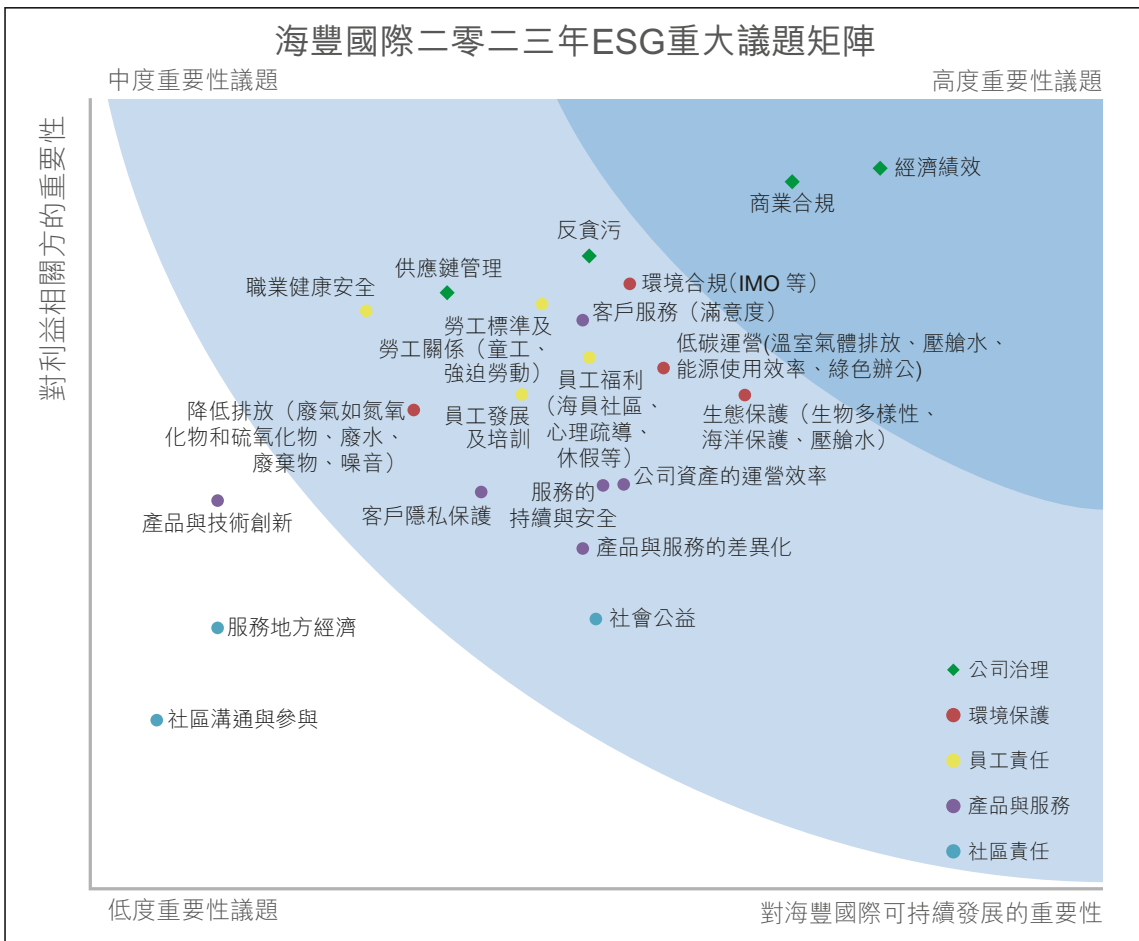 海豐國際二零二三年ESG重大議題矩陣
中度重要性議題
高度重要性議題
對利益相關方的重要性
經濟績效
商業合規
反貪污
供應鏈管理
職業健康安全
環境合規(IMO 等)
客戶服務（滿意度）
勞工標準及
勞工關係（童工、
強迫勞動）
低碳運營(溫室氣體排放、壓艙水、
能源使用效率、綠色辦公)
員工福利
（海員社區、
心理疏導、
休假等）
員工發展
及培訓
生態保護（生物多樣性、
海洋保護、壓艙水）
降低排放（廢氣如氮氧
化物和硫氧化物、廢水、
廢棄物、噪音）
公司資產的運營效率
服務的
持續與安全
客戶隱私保護
產品與技術創新
產品與服務的差異化
社會公益
服務地方經濟
社區溝通與參與
公司治理
環境保護
員工責任
產品與服務
社區責任
低度重要性議題
對海豐國際可持續發展的重要性